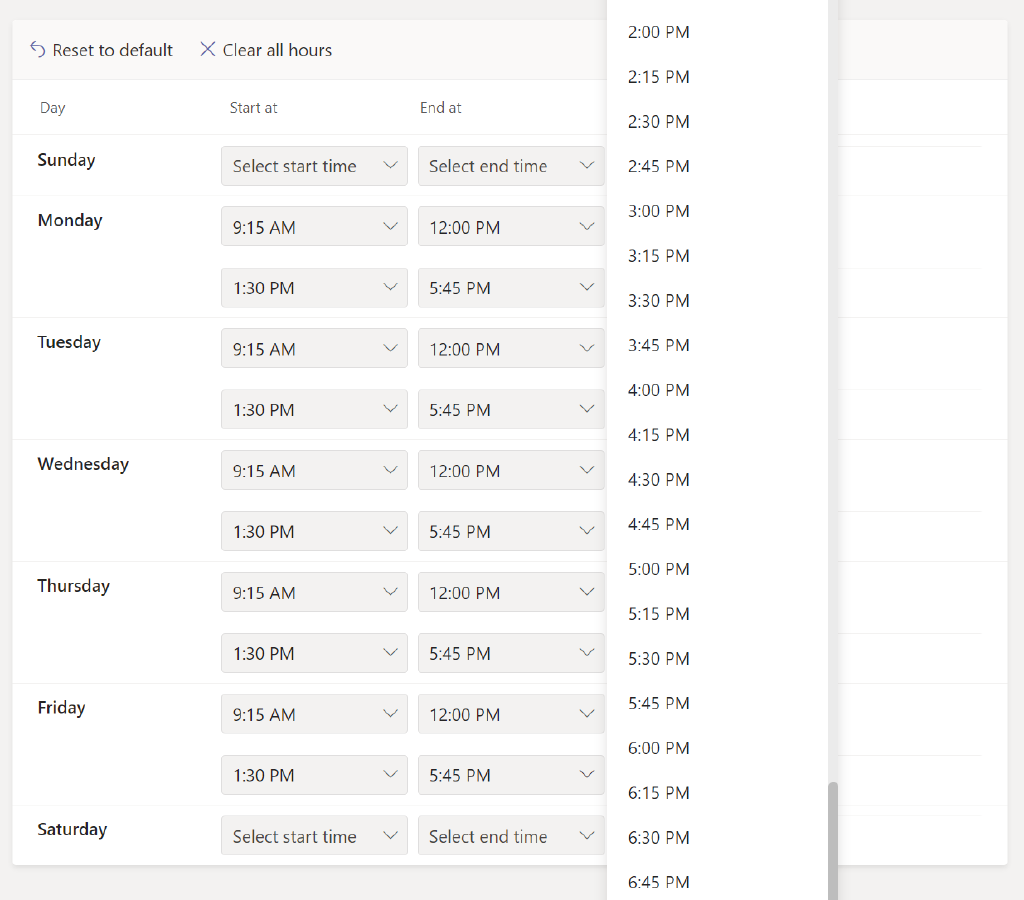 Reset to default Clear all hours
Day Start at End at
Sunday Select start time Select end time
Monday 9:15 AM 12:00 PM
1:30 PM 5:45 PM
Tuesday 9:15 AM 12:00 PM
1:30 PM 5:45 PM
Wednesday 9:15 AM 12:00 PM
1:30 PM 5:45 PM
Thursday 9:15 AM 12:00 PM
1:30 PM 5:45 PM
Friday 9:15 AM 12:00 PM
1:30 PM 5:45 PM
Saturday Select start time Select end time
2:00 PM
2:15 PM
2:30 PM
2:45 PM
3:00 PM
3:15 PM
3:30 PM
3:45 PM
4:00 PM
4:15 PM
4:30 PM
4:45 PM
5:00 PM
5:15 PM
5:30 PM
5:45 PM
6:00 PM
6:15 PM
6:30 PM
6:45 PM